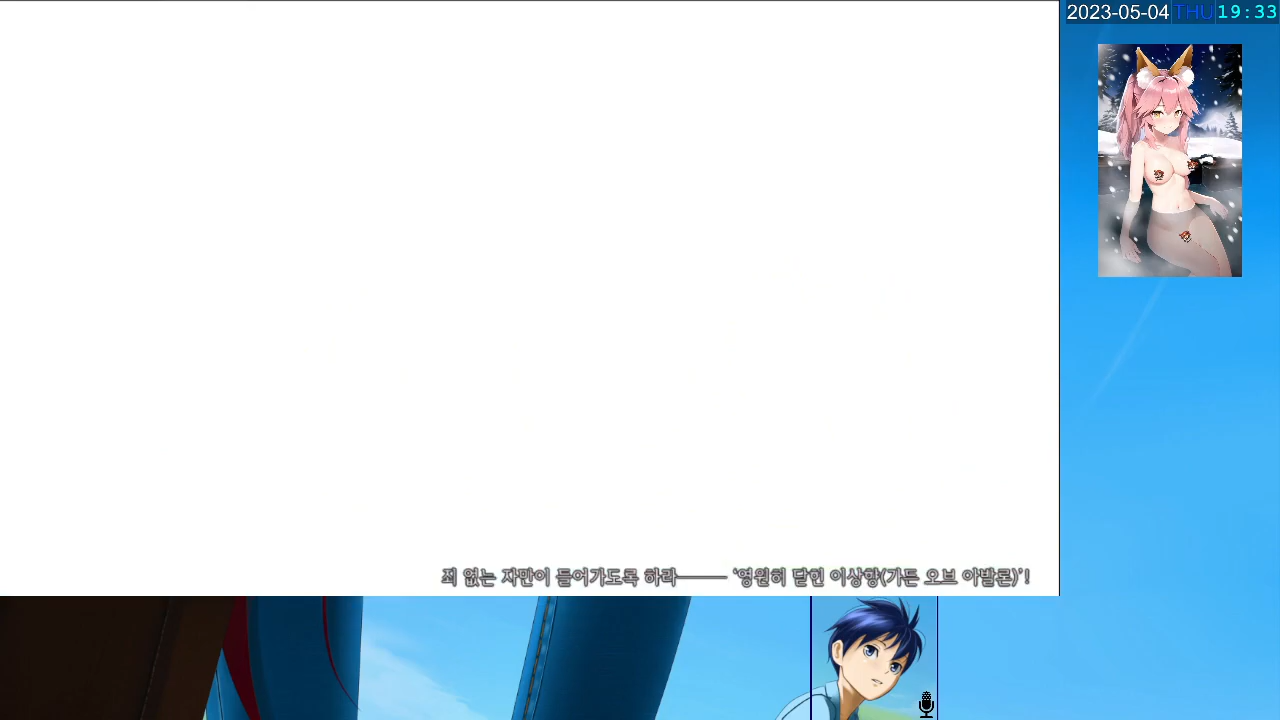 2023-05-04 THU 19:33
죄 없는 자만이 들어가도록 하라─── ‘영원히 닫힌 이상향(가든 오브 아발론)’!